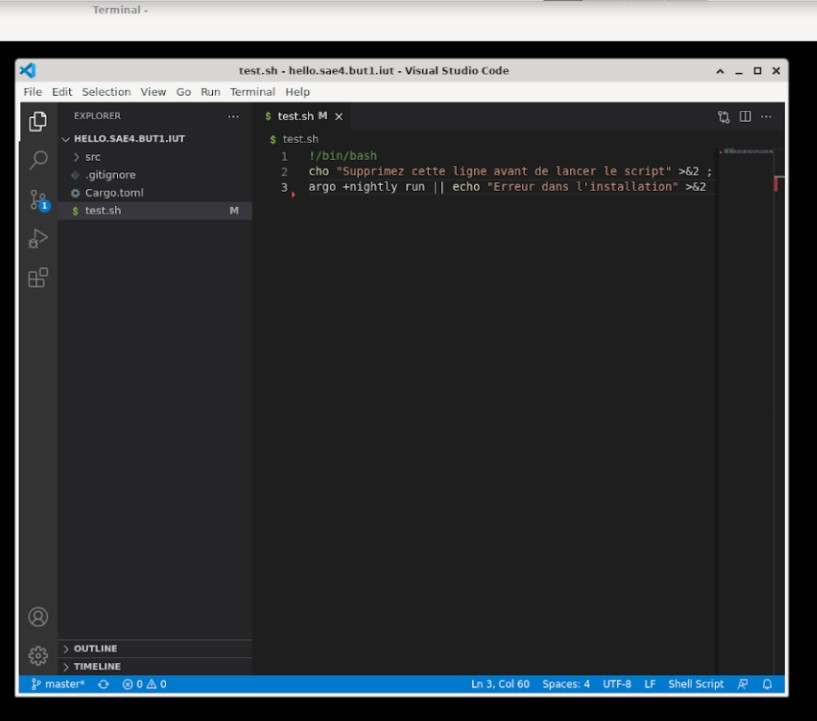 Terminal -
test.sh - hello.sae4.but1.iut - Visual Studio Code
File Edit Selection View Go Run Terminal Help
EXPLORER
HELLO.SAE4.BUT1.IUT
src
.gitignore
Cargo.toml
$ test.sh M
1
OUTLINE
TIMELINE
$ test.sh M
$ test.sh
1 !/bin/bash
2 cho "Supprimez cette ligne avant de lancer le script" >&2 ;
3 argo +nightly run || echo "Erreur dans l'installation" >&2
master* 0 0 Ln 3, Col 60 Spaces: 4 UTF-8 LF Shell Script